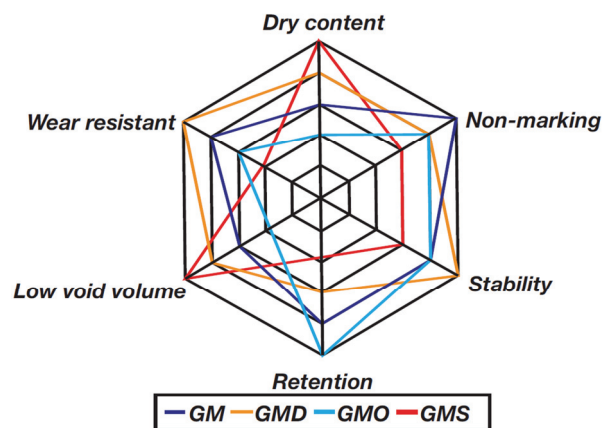 Dry content
Wear resistant
Non-marking
Low void volume
Stability
Retention
GM GMD GMO GMS